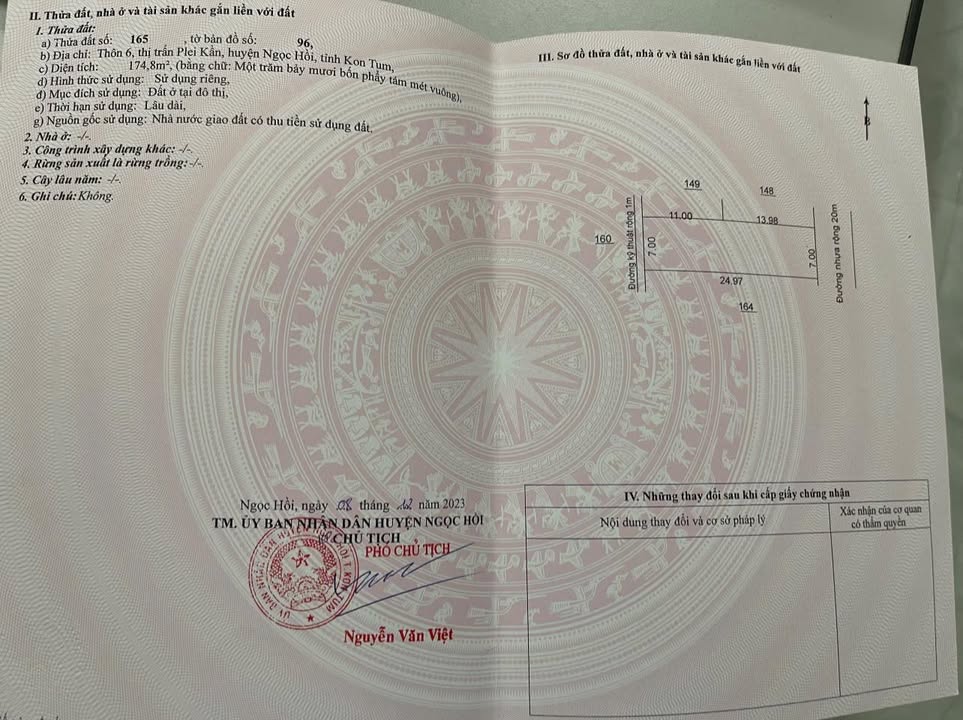 II. Thửa đất, nhà ở và tài sản khác gắn liền với đất
1. Thửa đất:
a) Thửa đất số: 165 , tờ bản đồ số: 96,
b) Địa chỉ: Thôn 6, thị trấn Plei Kần, huyện Ngọc Hồi, tỉnh Kon Tum,
c) Diện tích: 174,8m², (bằng chữ: Một trăm bảy mươi bốn phẩy tám mét vuông),
d) Hình thức sử dụng: Sử dụng riêng,
đ) Mục đích sử dụng: Đất ở tại đô thị,
e) Thời hạn sử dụng: Lâu dài,
g) Nguồn gốc sử dụng: Nhà nước giao đất có thu tiền sử dụng đất.
2. Nhà ở: -/-.
3. Công trình xây dựng khác: -/-.
4. Rừng sản xuất là rừng trồng: -/-.
5. Cây lâu năm: -/-.
6. Ghi chú: Không.
Ngọc Hồi, ngày 08 tháng 12 năm 2023
TM. ỦY BAN NHÂN DÂN HUYỆN NGỌC HỒI
CHỦ TỊCH
PHÓ CHỦ TỊCH
Nguyễn Văn Việt
III. Sơ đồ thửa đất, nhà ở và tài sản khác gắn liền với đất
B
149
148
11.00
13.98
160
Đường kỹ thuật rộng 1m
7.00
7.00
Đường nhựa rộng 20m
24.97
164
IV. Những thay đổi sau khi cấp giấy chứng nhận
Nội dung thay đổi và cơ sở pháp lý
Xác nhận của cơ quan
có thẩm quyền